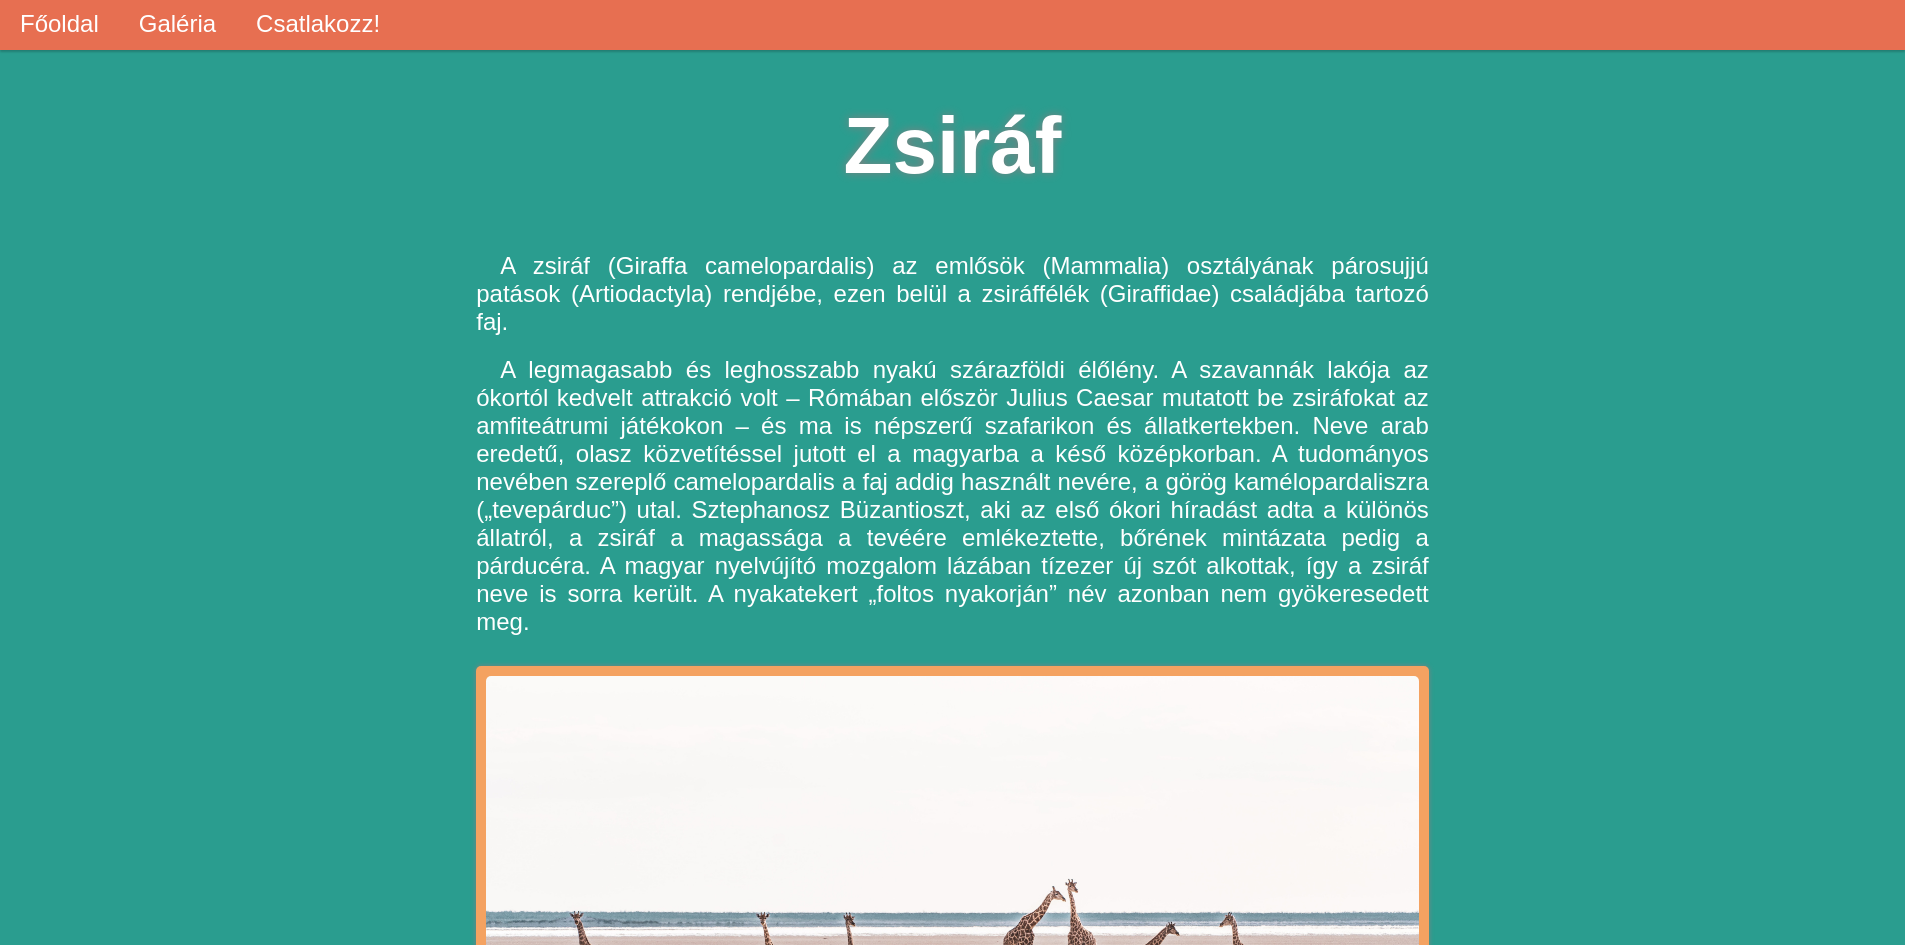 Főoldal Galéria Csatlakozz!
Zsiráf
A zsiráf (Giraffa camelopardalis) az emlősök (Mammalia) osztályának párosujjú
patások (Artiodactyla) rendjébe, ezen belül a zsiráffélék (Giraffidae) családjába tartozó
faj.
A legmagasabb és leghosszabb nyakú szárazföldi élőlény. A szavannák lakója az
ókortól kedvelt attrakció volt – Rómában először Julius Caesar mutatott be zsiráfokat az
amfiteátrumi játékokon – és ma is népszerű szafarikon és állatkertekben. Neve arab
eredetű, olasz közvetítéssel jutott el a magyarba a késő középkorban. A tudományos
nevében szereplő camelopardalis a faj addig használt nevére, a görög kamélopardaliszra
(„tevepárduc”) utal. Sztephanosz Büzantioszt, aki az első ókori híradást adta a különös
állatról, a zsiráf a magassága a tevéére emlékeztette, bőrének mintázata pedig a
párducéra. A magyar nyelvújító mozgalom lázában tízezer új szót alkottak, így a zsiráf
neve is sorra került. A nyakatekert „foltos nyakorján” név azonban nem gyökeresedett
meg.